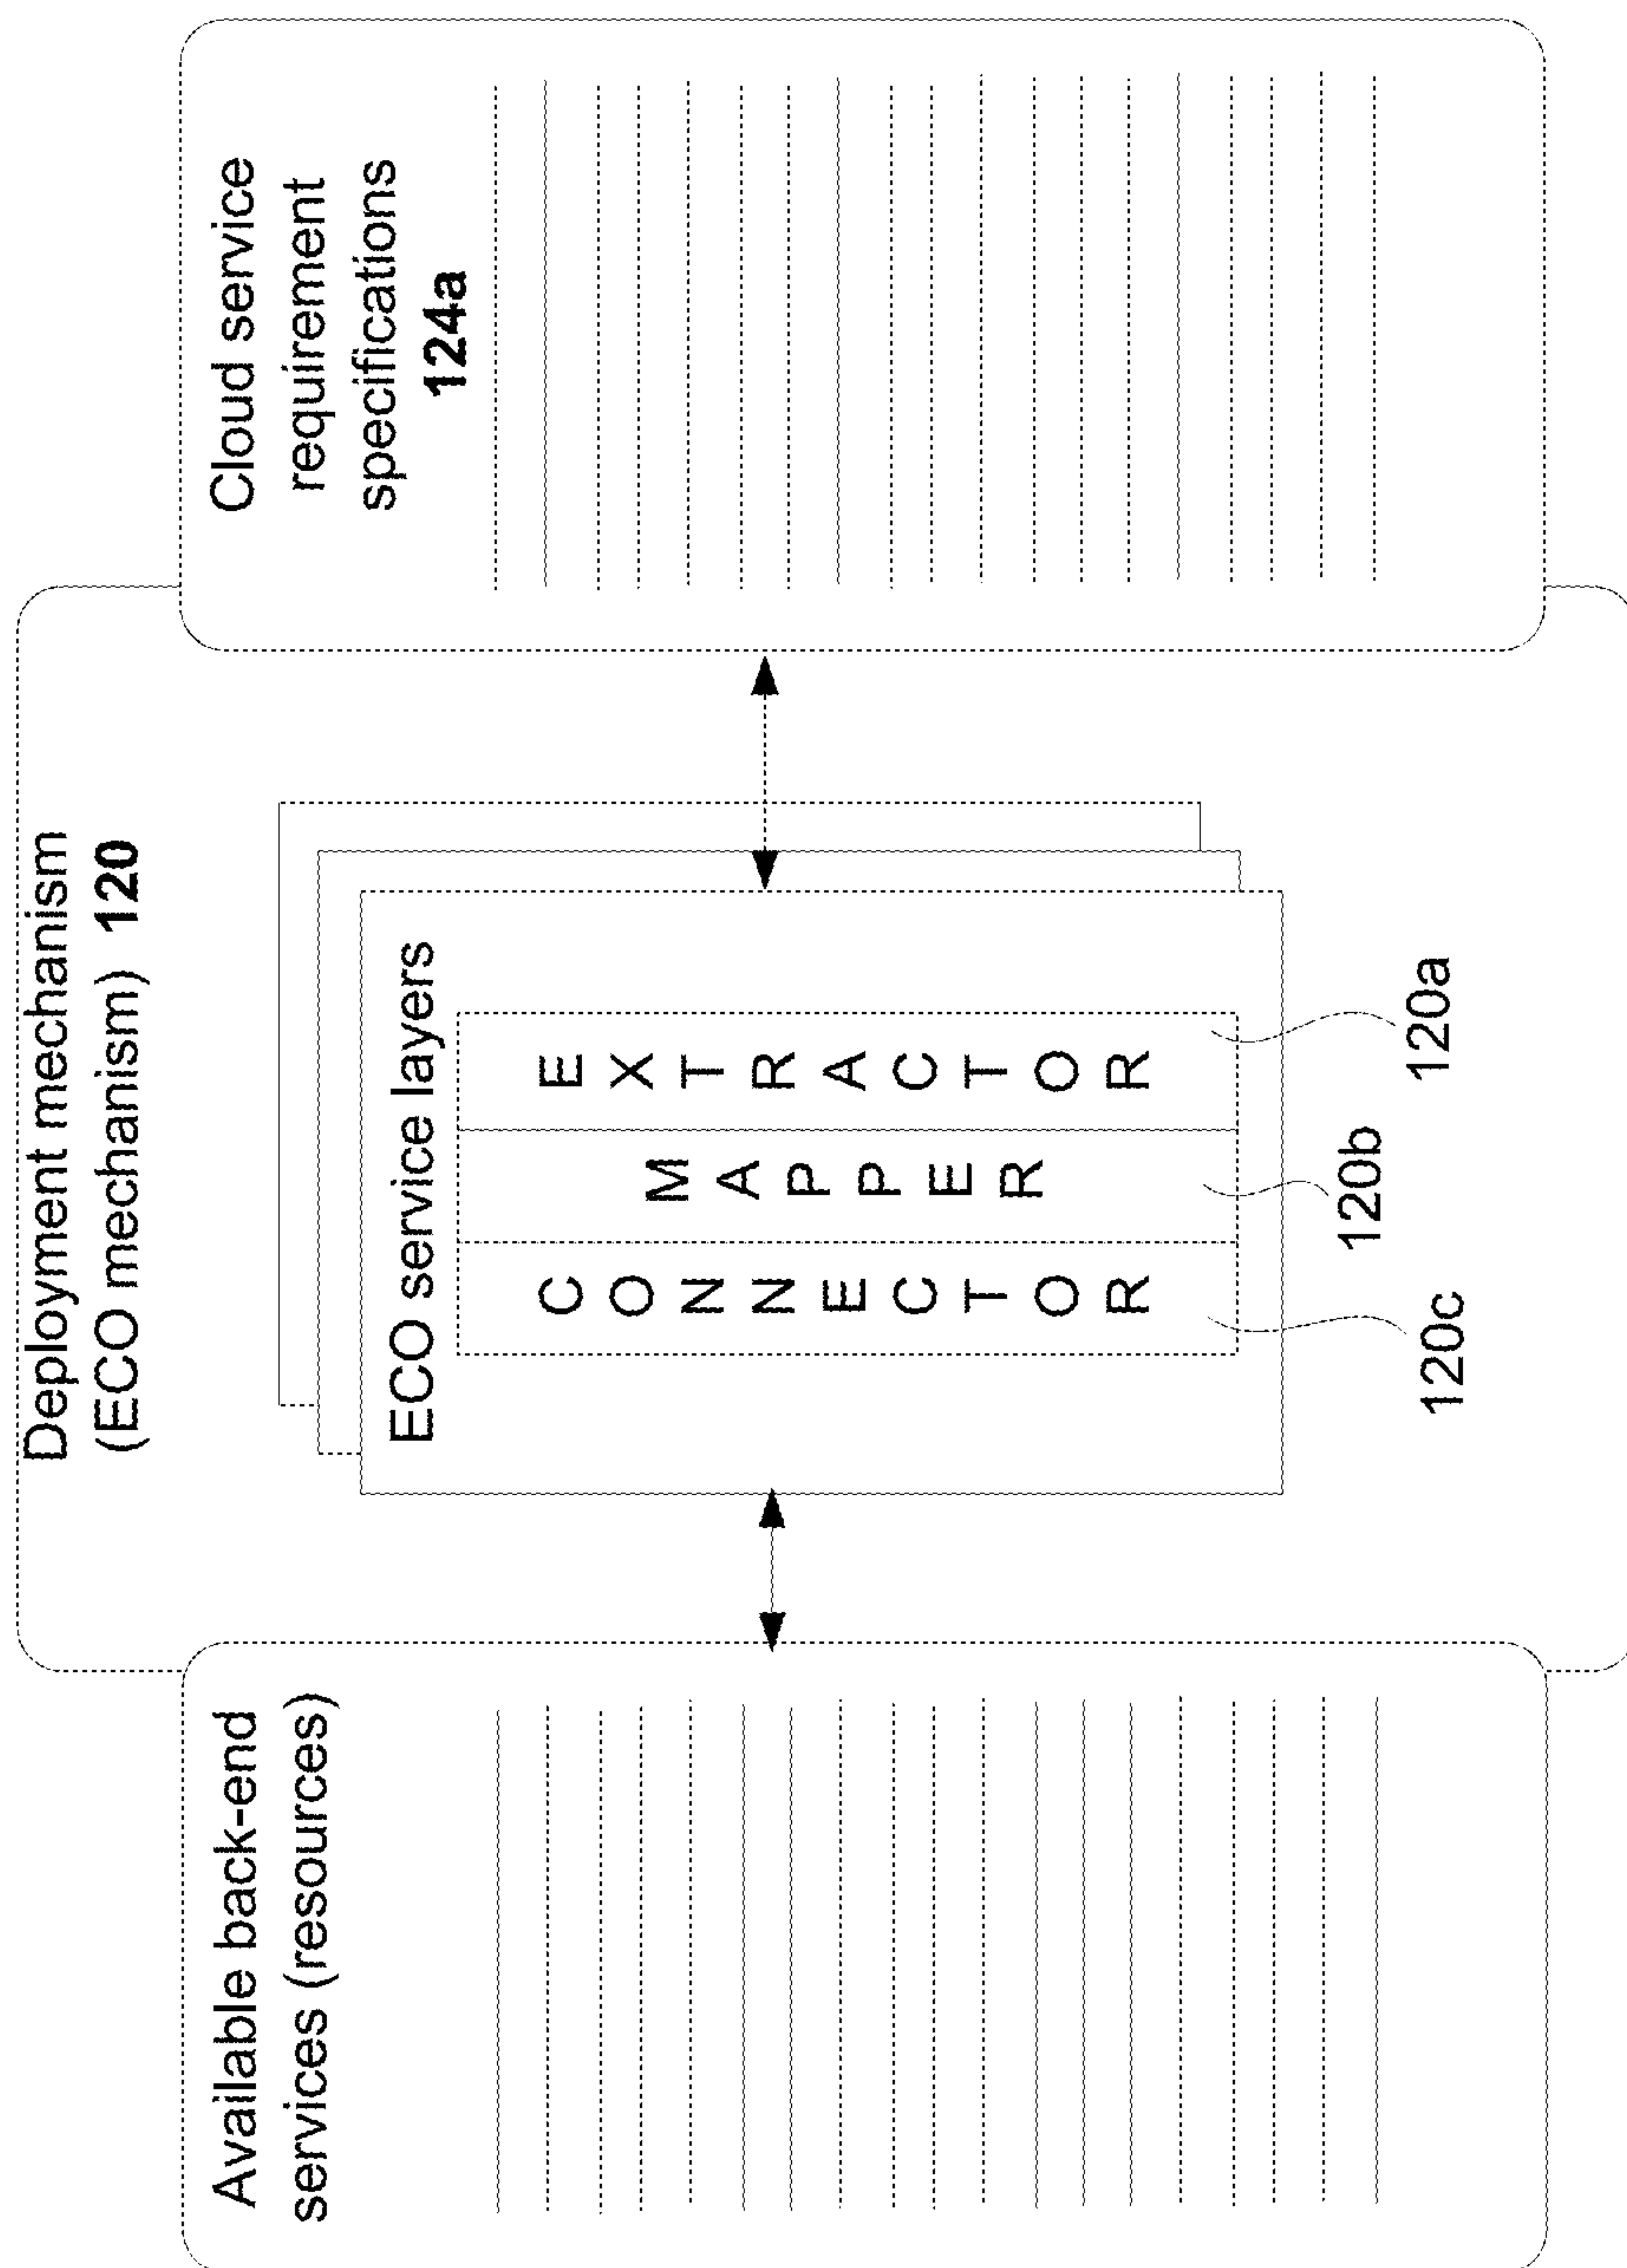 Deployment mechanism
(ECO mechanism) 120
Available back-end
services (resources)
ECO service layers
CONNECTOR
MAPPER
EXTRACTOR
120c
120b
120a
Cloud service
requirement
specifications
124a